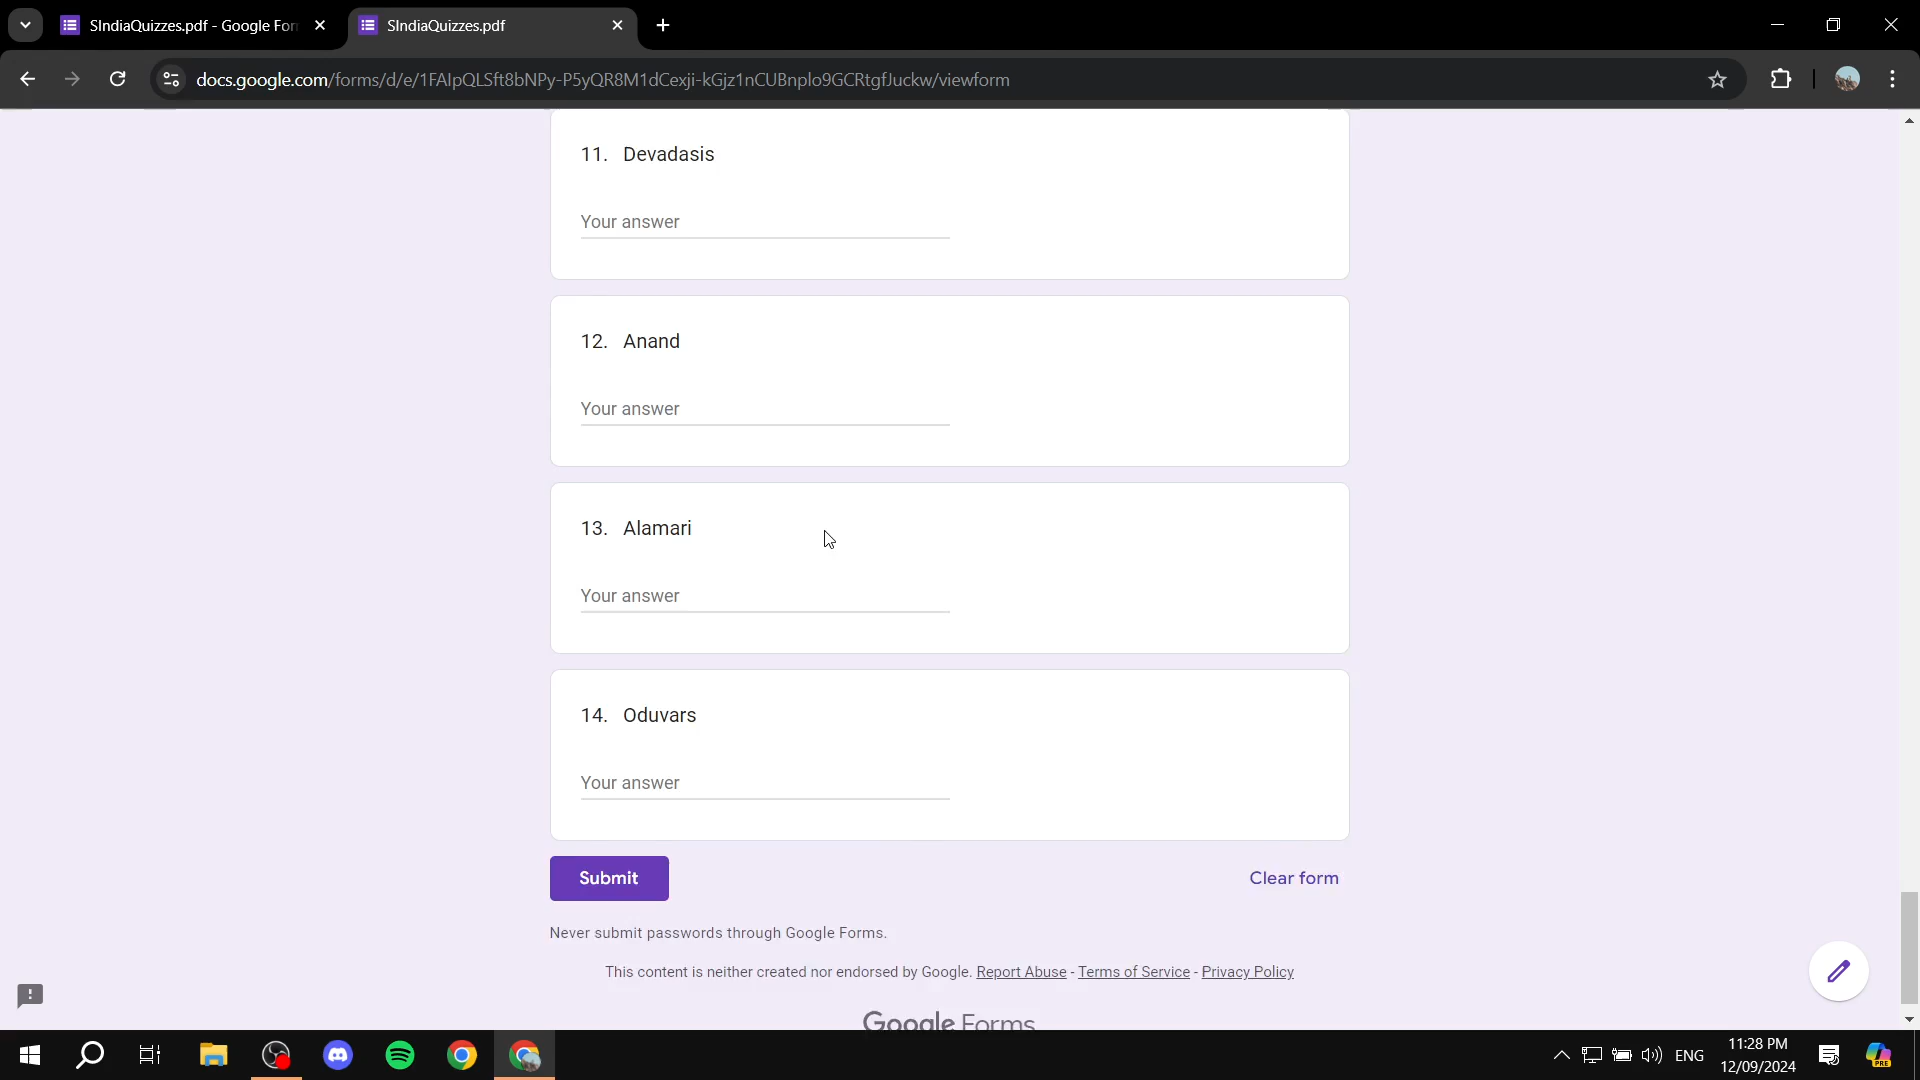 SIndiaQuizzes.pdf - Google For
SIndiaQuizzes.pdf
docs.google.com/forms/d/e/1FAIpQLSft8bNPy-P5yQR8M1dCexji-kGjz1nCUBnplo9GCRtgfJuckw/viewform
11. Devadasis
Your answer
12. Anand
Your answer
13. Alamari
Your answer
14. Oduvars
Your answer
Submit
Clear form
Never submit passwords through Google Forms.
This content is neither created nor endorsed by Google. Report Abuse - Terms of Service - Privacy Policy
Google Forms
ENG
11:28 PM
12/09/2024
PRE